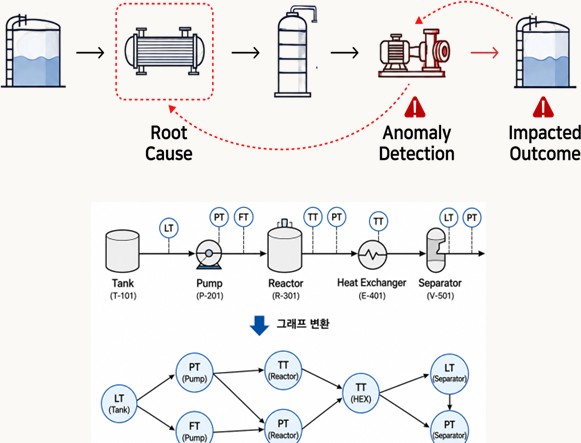 Root
Cause
Anomaly
Detection
Impacted
Outcome
LT
PT
FT
TT
PT
TT
LT
PT
Tank
(T-101)
Pump
(P-201)
Reactor
(R-301)
Heat Exchanger
(E-401)
Separator
(V-501)
그래프 변환
LT
(Tank)
PT
(Pump)
FT
(Pump)
TT
(Reactor)
PT
(Reactor)
TT
(HEX)
LT
(Separator)
PT
(Separator)